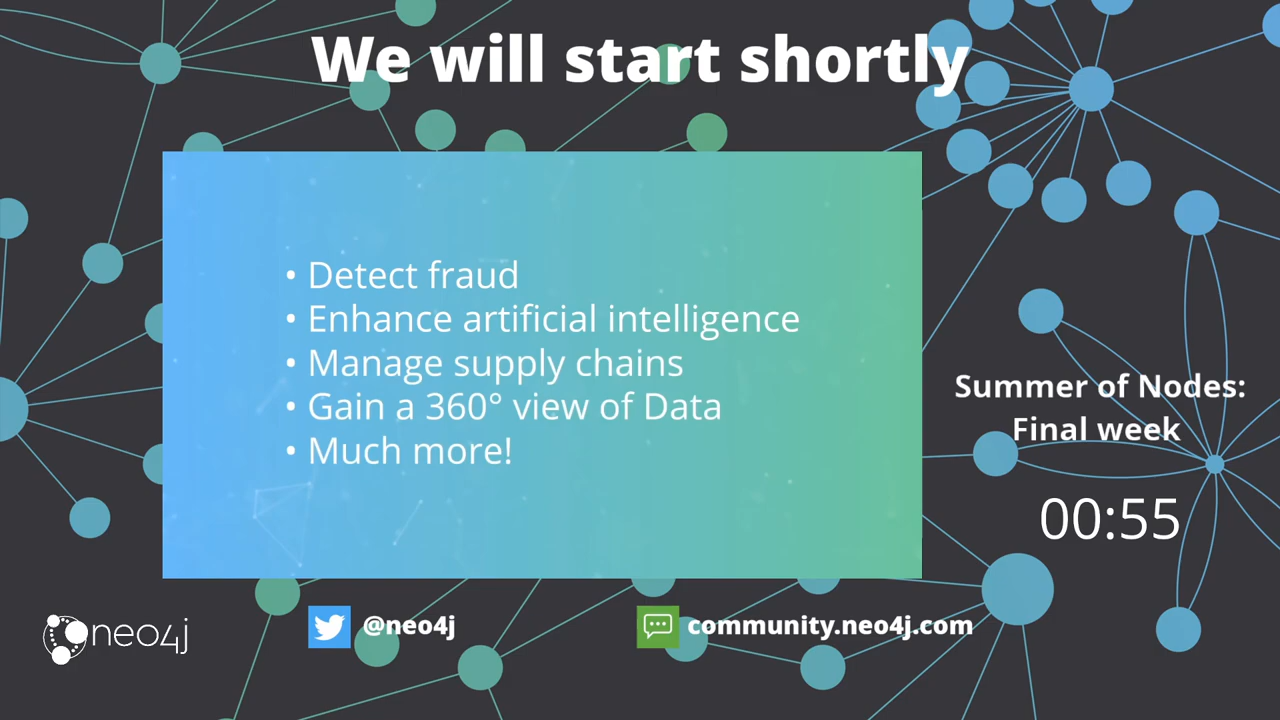 We will start shortly
• Detect fraud
• Enhance artificial intelligence
• Manage supply chains
• Gain a 360° view of Data
• Much more!
Summer of Nodes:
Final week
00:55
neo4j
@neo4j
community.neo4j.com